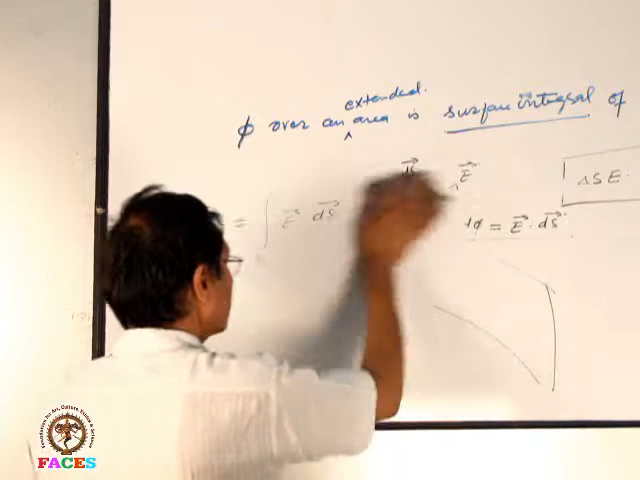 extended.
ϕ over an ‸ area is surface integral of
= ∫ E⃗ dS⃗
E⃗
dϕ = E⃗ · dS⃗
ΔS E
FACES